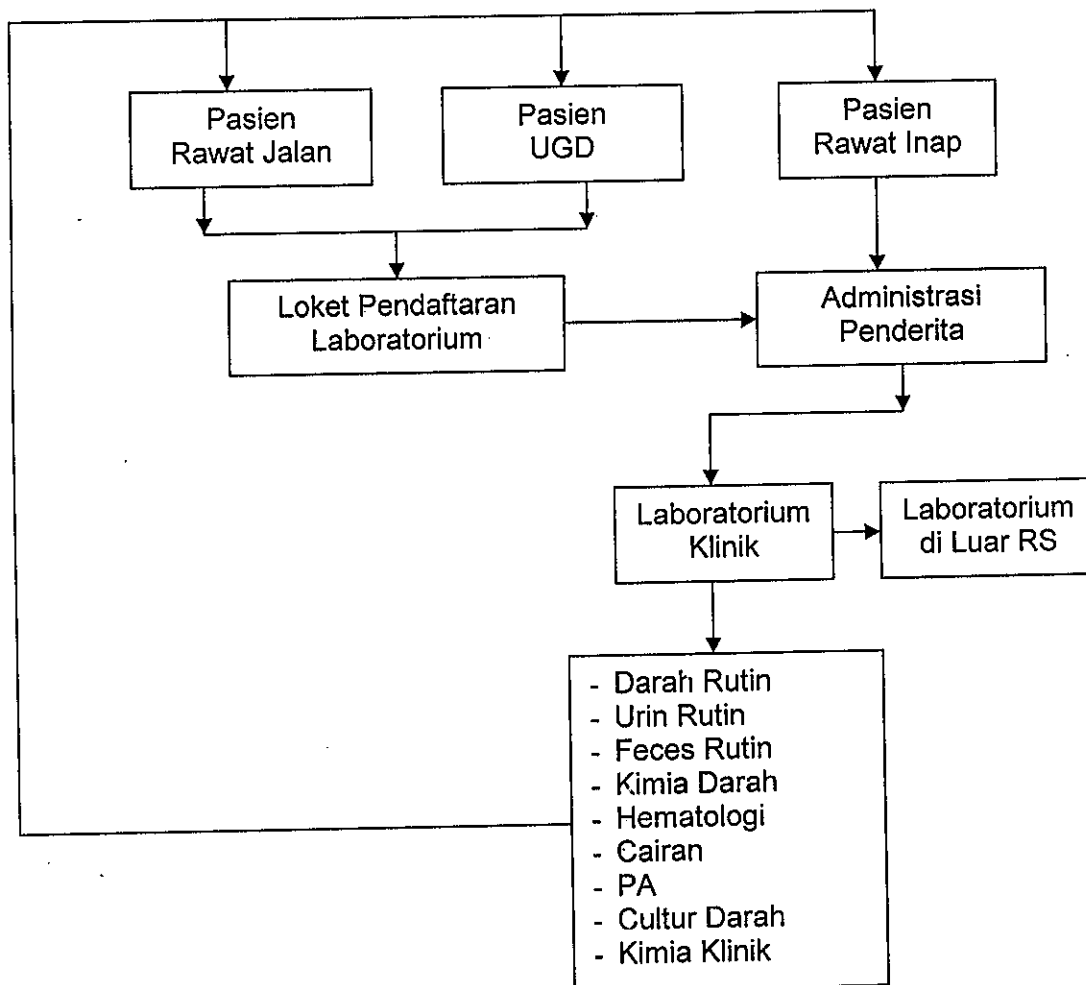 Pasien
Rawat Jalan
Pasien
UGD
Pasien
Rawat Inap
Loket Pendaftaran
Laboratorium
Administrasi
Penderita
Laboratorium
Klinik
Laboratorium
di Luar RS
- Darah Rutin
- Urin Rutin
- Feces Rutin
- Kimia Darah
- Hematologi
- Cairan
- PA
- Cultur Darah
- Kimia Klinik